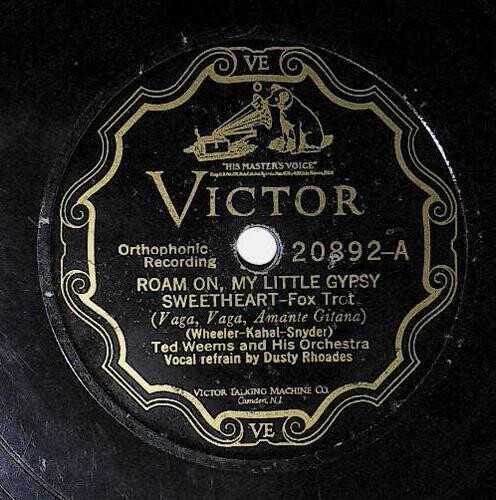 VE
"HIS MASTER'S VOICE"
VICTOR
Orthophonic
Recording
20892-A
ROAM ON, MY LITTLE GYPSY
SWEETHEART-Fox Trot
(Vaga, Vaga, Amante Gitana)
(Wheeler-Kahal-Snyder)
Ted Weems and His Orchestra
Vocal refrain by Dusty Rhoades
VICTOR TALKING MACHINE CO.
Camden, N.J.
VE